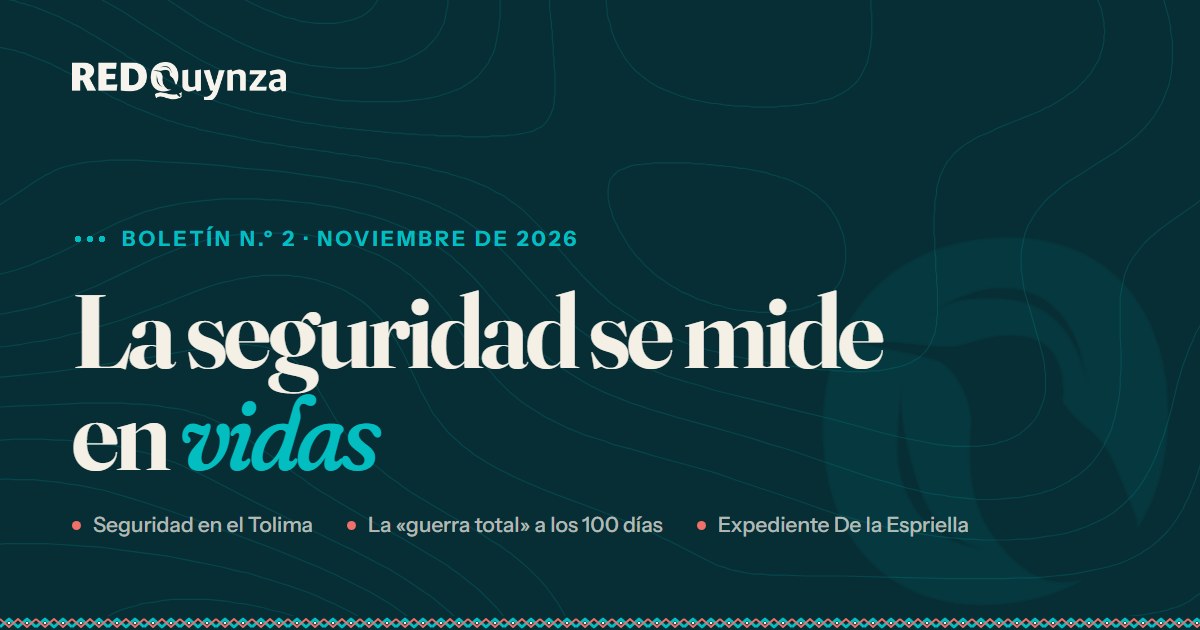 REDQuynza
BOLETÍN N.º 2 · NOVIEMBRE DE 2026
La seguridad se mide
en vidas
Seguridad en el Tolima
La «guerra total» a los 100 días
Expediente De la Espriella